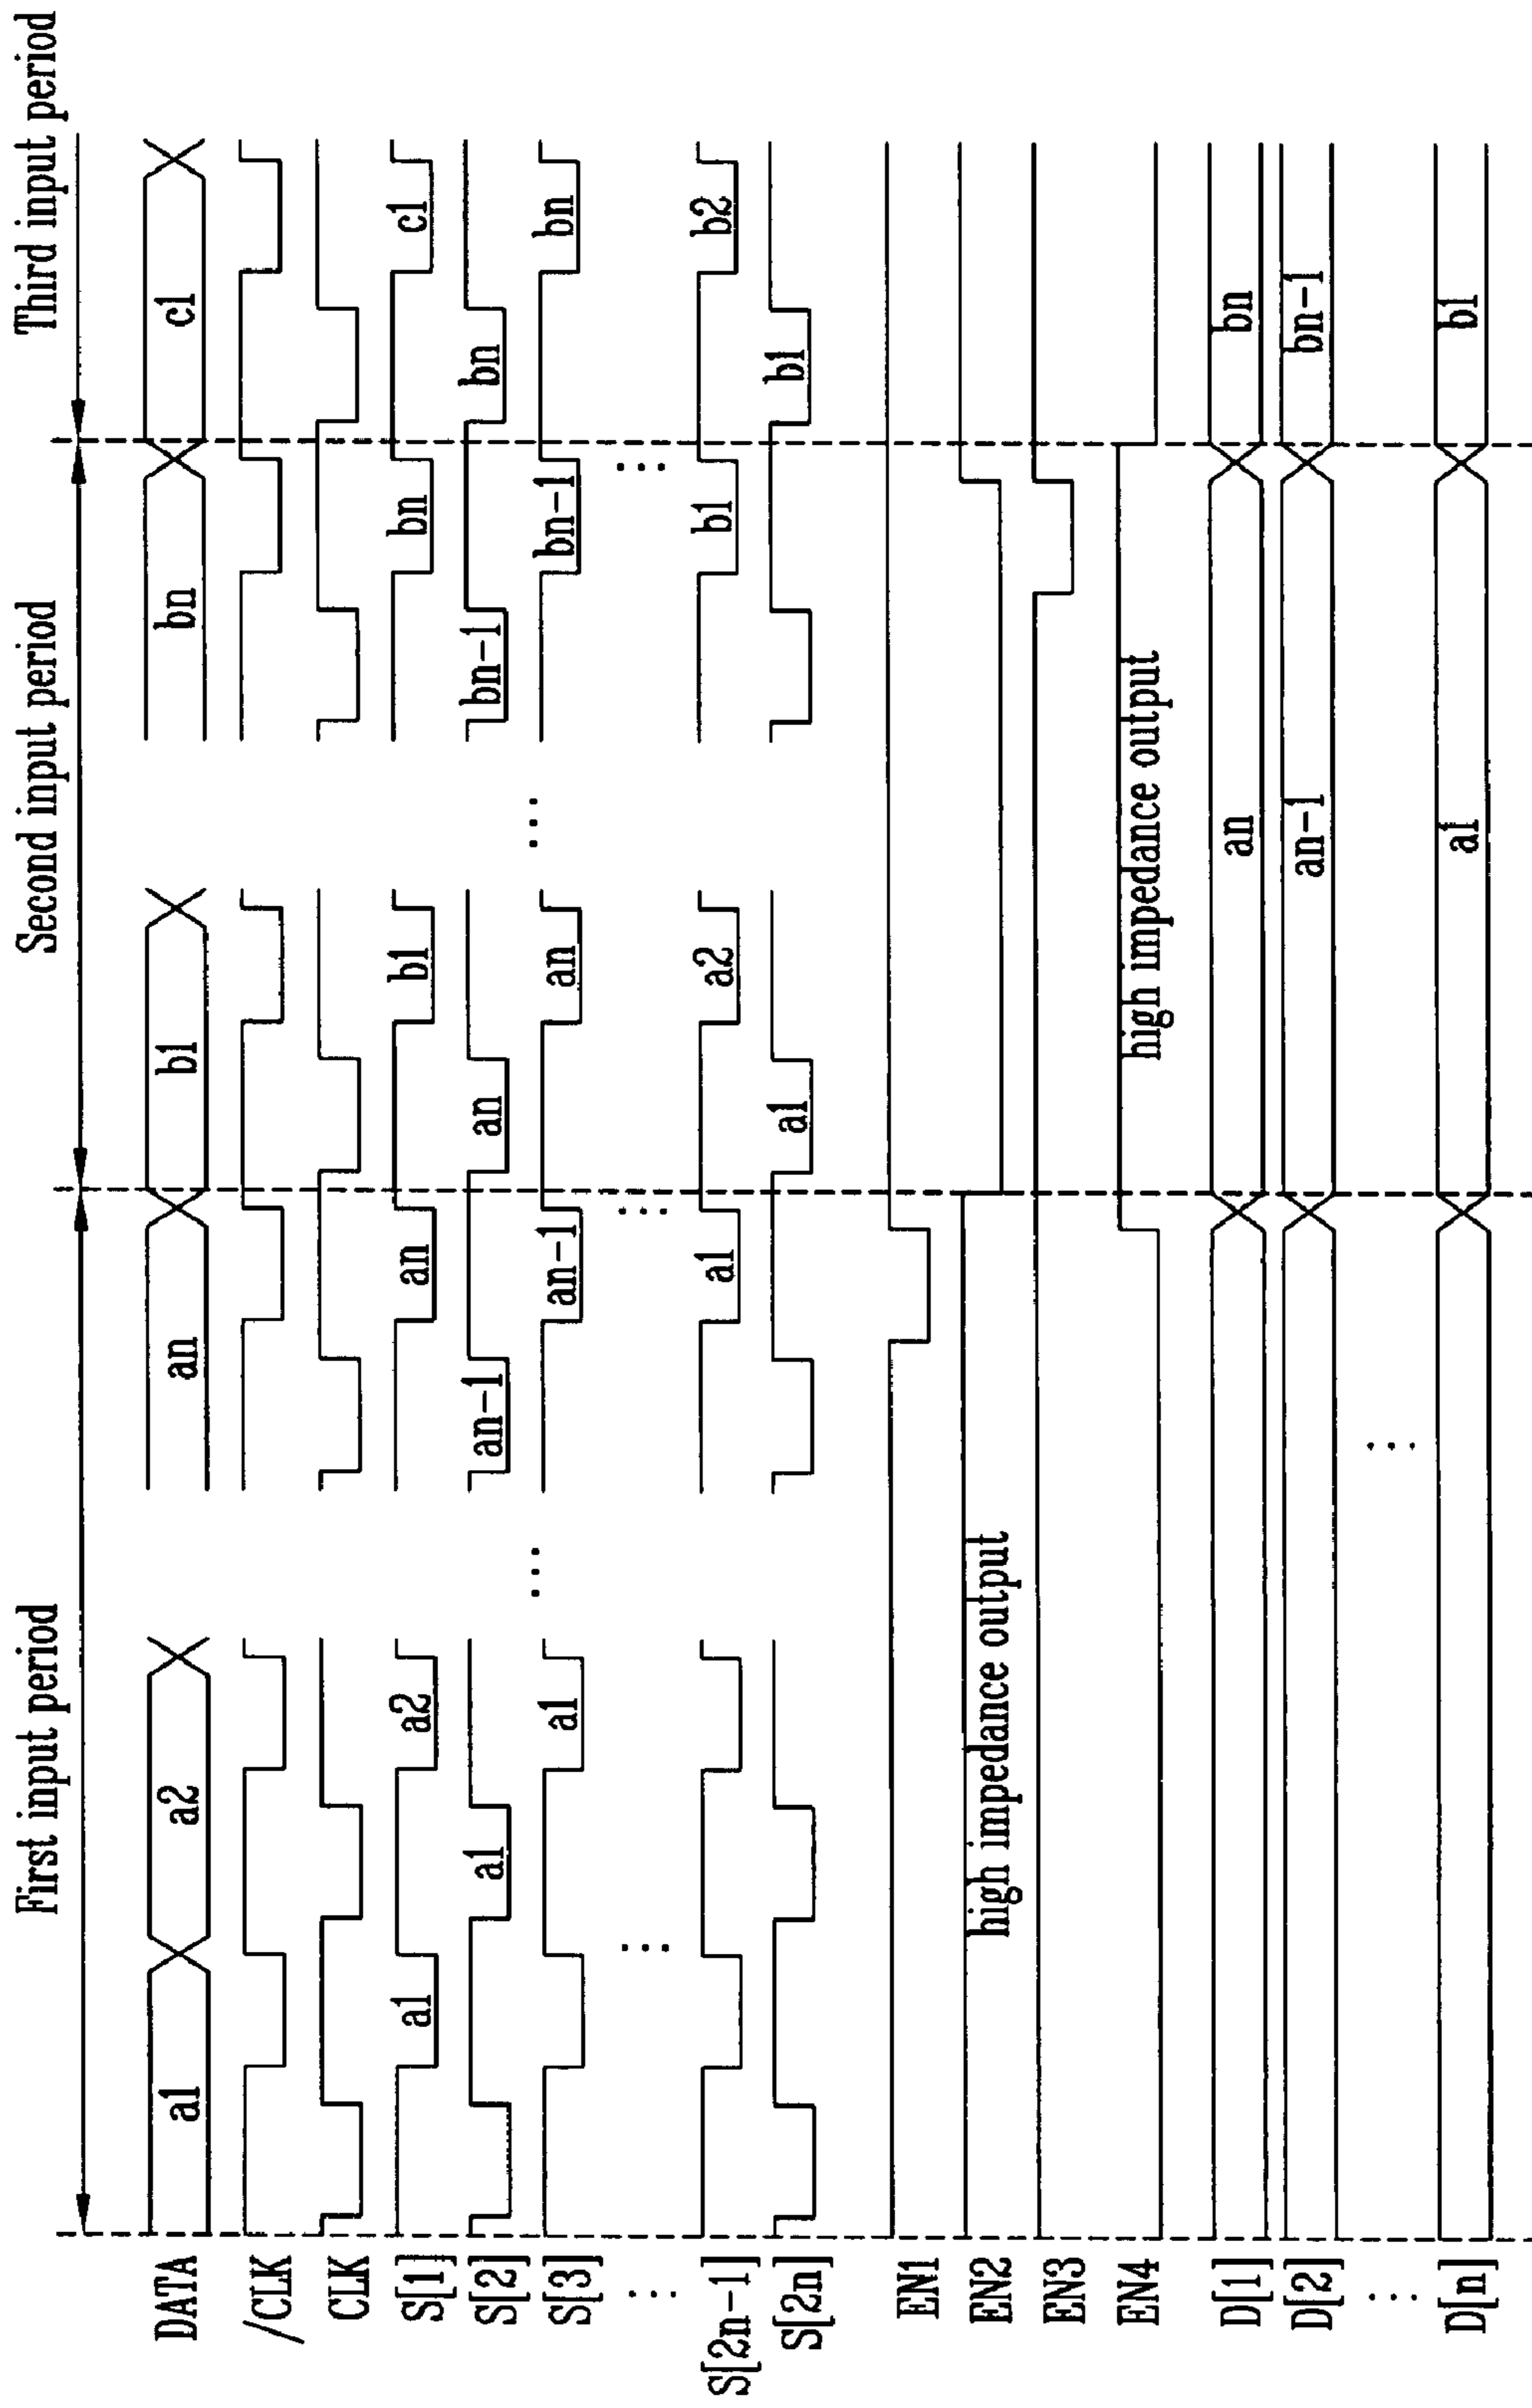 First input period
Second input period
Third input period
DATA
a1
a2
an
b1
bn
c1
/CLK
CLK
S[1]
a1
a2
an
b1
bn
c1
S[2]
a1
an-1
an
bn-1
bn
S[3]
a1
an-1
an
bn-1
bn
...
...
...
...
...
...
S[2n-1]
a1
a2
b1
b2
S[2n]
a1
b1
EN1
EN2
high impedance output
EN3
EN4
high impedance output
D[1]
an
bn
D[2]
an-1
bn-1
...
...
D[n]
a1
b1